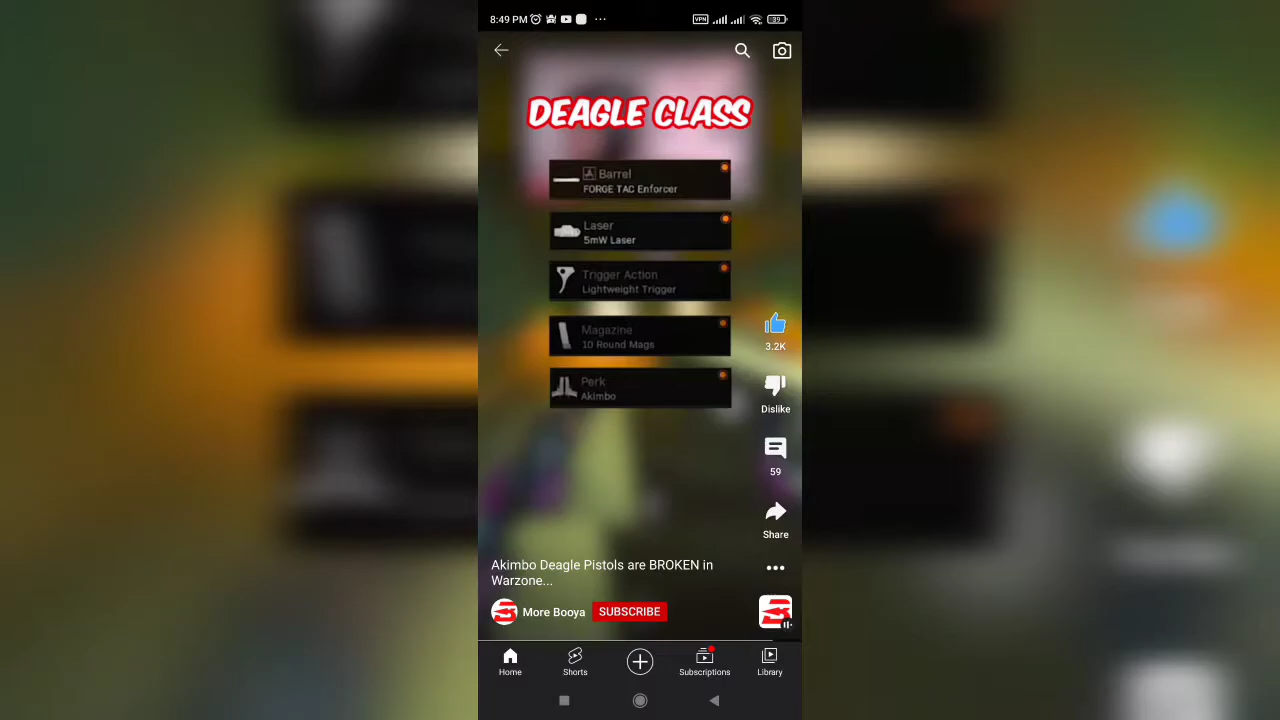 8:49 PM
VPN
39
DEAGLE CLASS
Barrel
FORGE TAC Enforcer
Laser
5mW Laser
Trigger Action
Lightweight Trigger
Magazine
10 Round Mags
Perk
Akimbo
3.2K
Dislike
59
Share
Akimbo Deagle Pistols are BROKEN in
Warzone...
More Booya SUBSCRIBE
Home Shorts Subscriptions Library